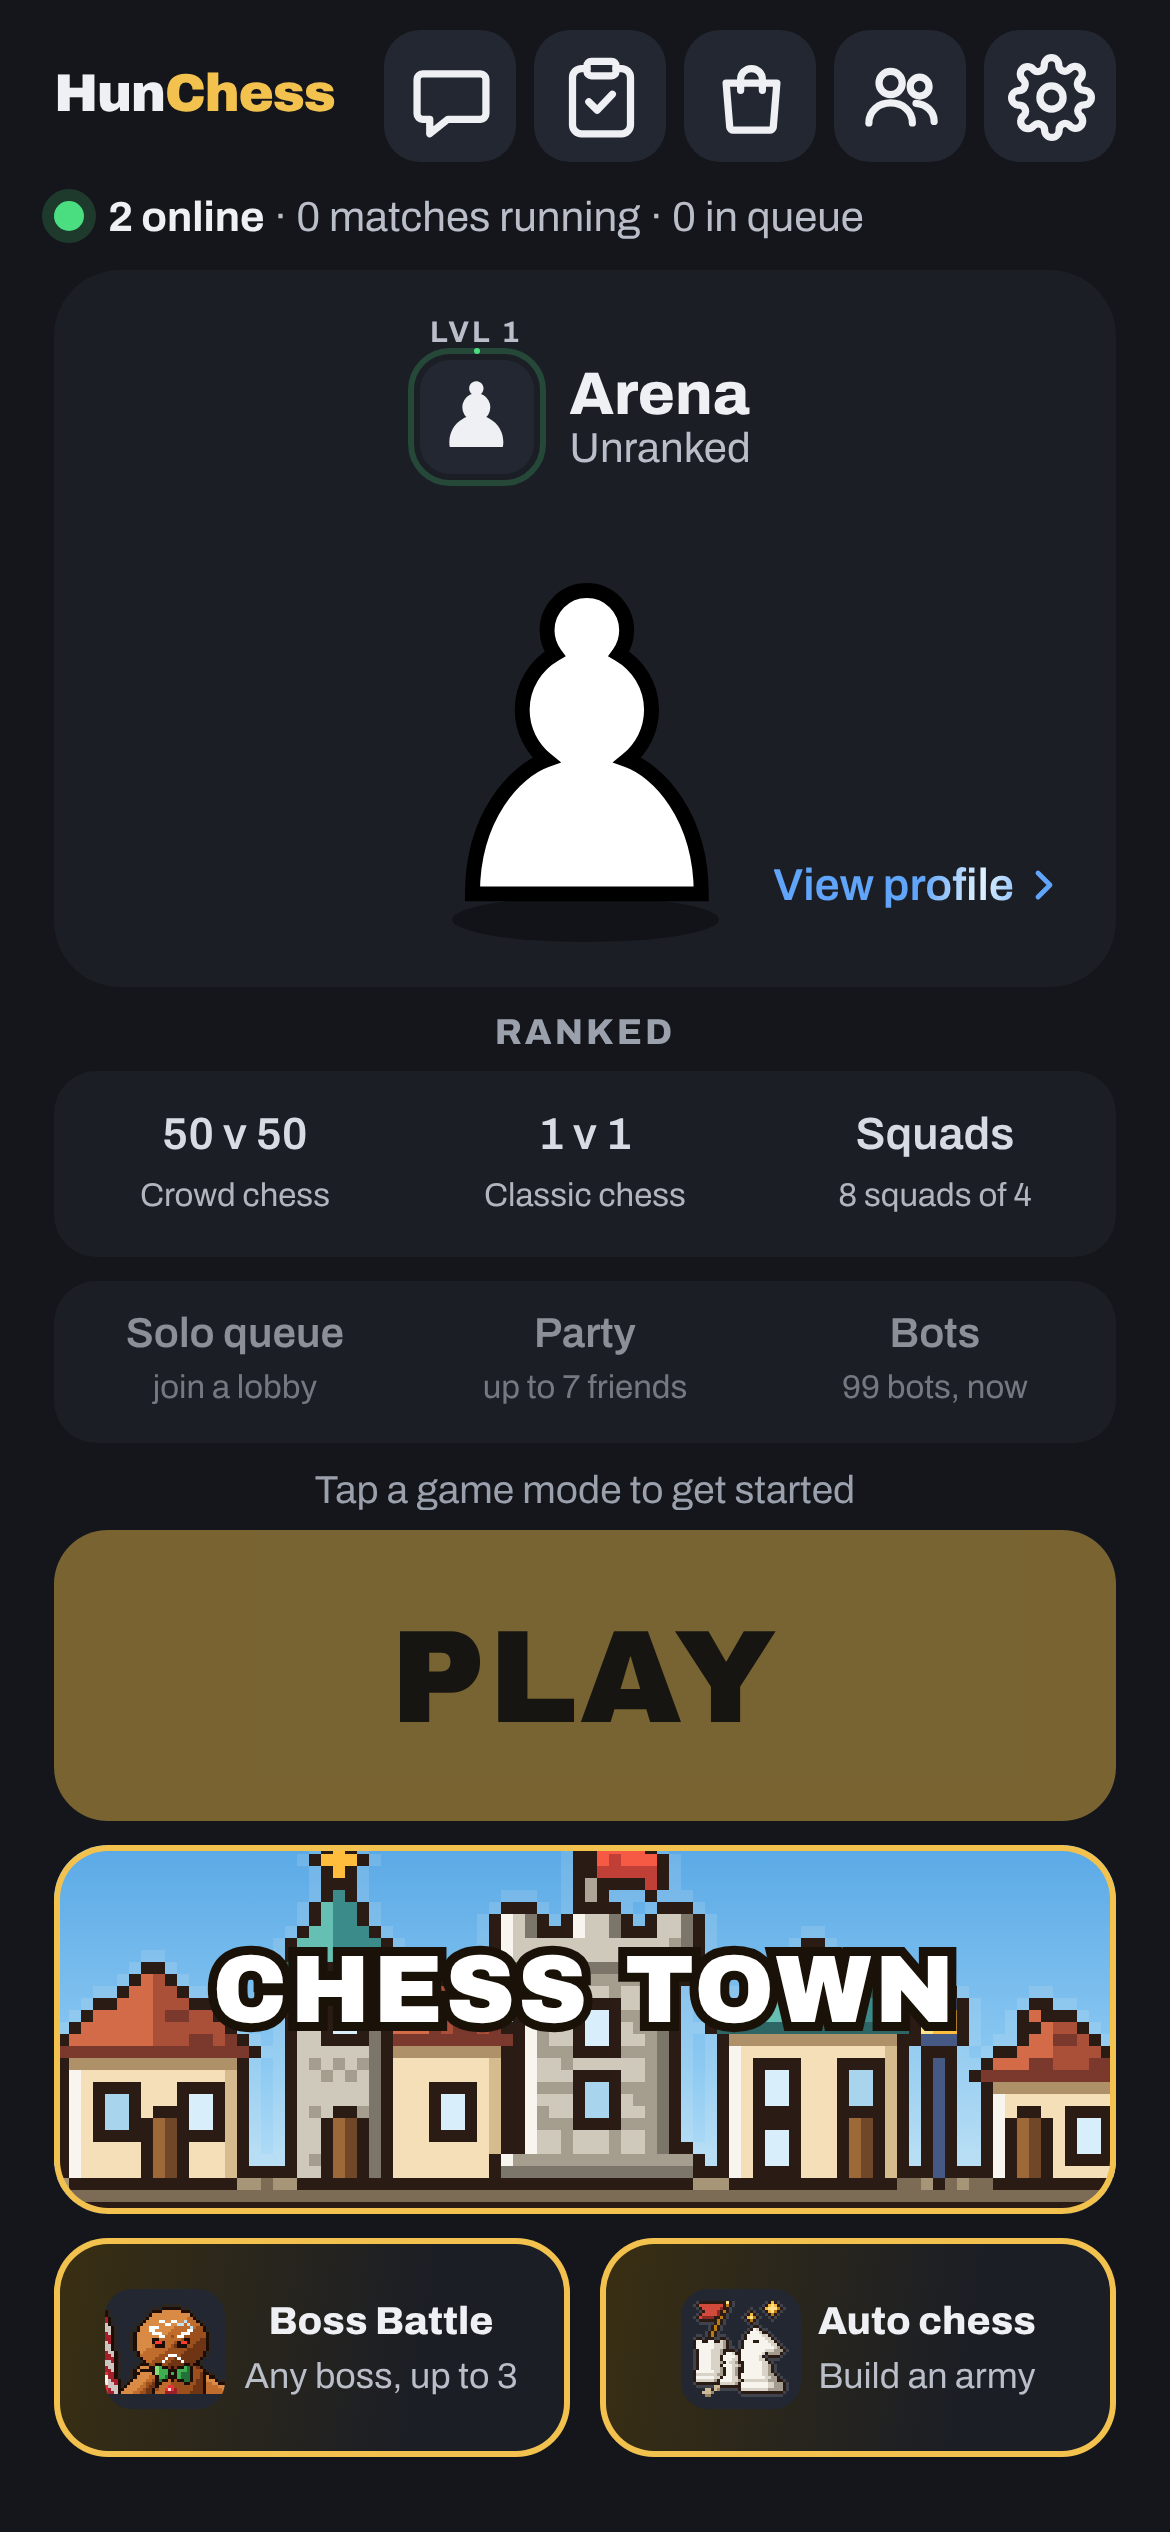 HunChess
2 online · 0 matches running · 0 in queue
LVL 1
Arena
Unranked
View profile
RANKED
50 v 50
Crowd chess
1 v 1
Classic chess
Squads
8 squads of 4
Solo queue
join a lobby
Party
up to 7 friends
Bots
99 bots, now
Tap a game mode to get started
PLAY
CHESS TOWN
Boss Battle
Any boss, up to 3
Auto chess
Build an army